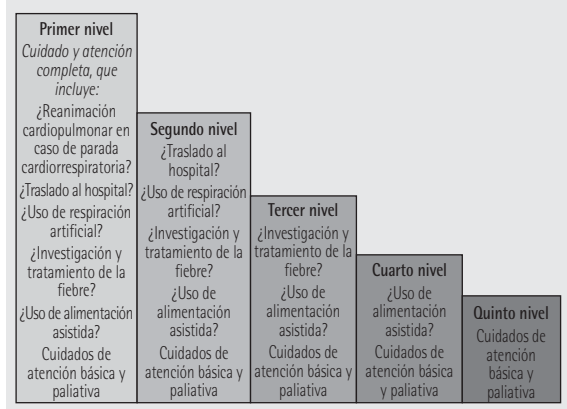 Primer nivel
Cuidado y atención
completa, que
incluye:
¿Reanimación
cardiopulmonar en
caso de parada
cardiorrespiratoria?
¿Traslado al hospital?
¿Uso de respiración
artificial?
¿Investigación y
tratamiento de la
fiebre?
¿Uso de alimentación
asistida?
Cuidados de
atención básica y
paliativa
Segundo nivel
¿Traslado al
hospital?
¿Uso de respiración
artificial?
¿Investigación y
tratamiento de la
fiebre?
¿Uso de
alimentación
asistida?
Cuidados de
atención básica y
paliativa
Tercer nivel
¿Investigación y
tratamiento de la
fiebre?
¿Uso de
alimentación
asistida?
Cuidados de
atención básica y
paliativa
Cuarto nivel
¿Uso de
alimentación
asistida?
Cuidados de
atención básica
y paliativa
Quinto nivel
Cuidados de
atención
básica y
paliativa